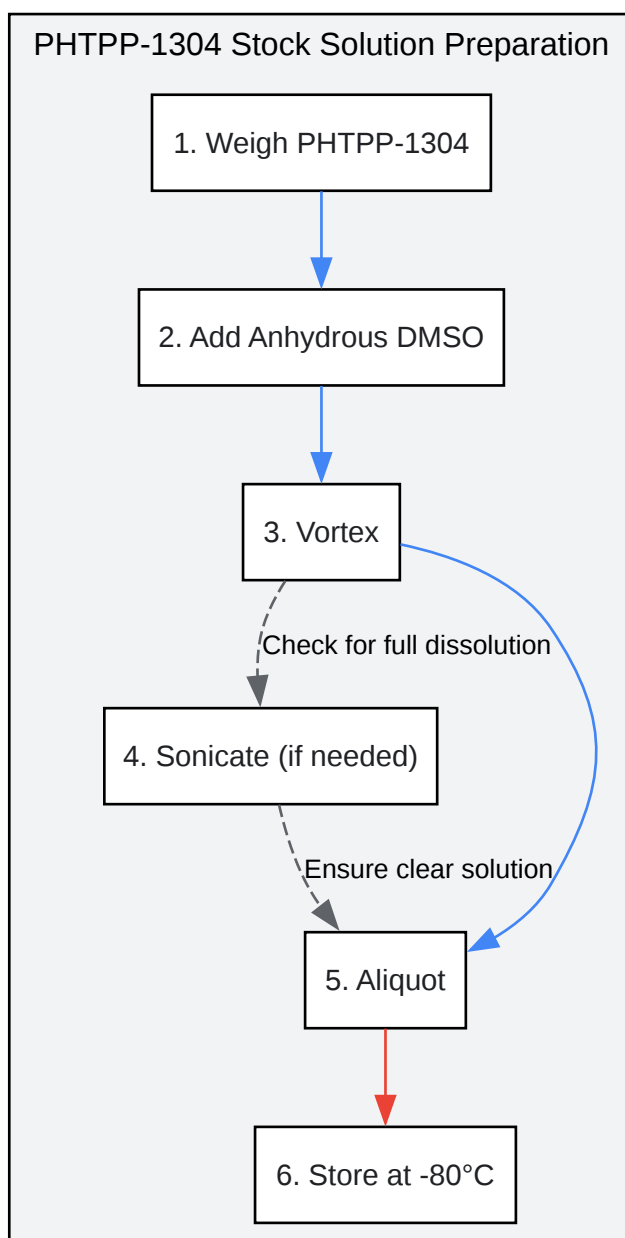 PHTPP-1304 Stock Solution Preparation
1. Weigh PHTPP-1304
2. Add Anhydrous DMSO
3. Vortex
Check for full dissolution
4. Sonicate (if needed)
Ensure clear solution
5. Aliquot
6. Store at -80°C